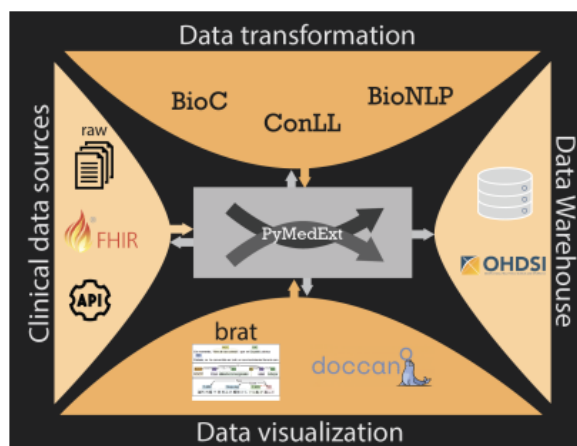 Data transformation
BioC
ConLL
BioNLP
Clinical data sources
raw
FHIR
API
PyMedExt
Data Warehouse
OHDSI
brat
doccano
Data visualization